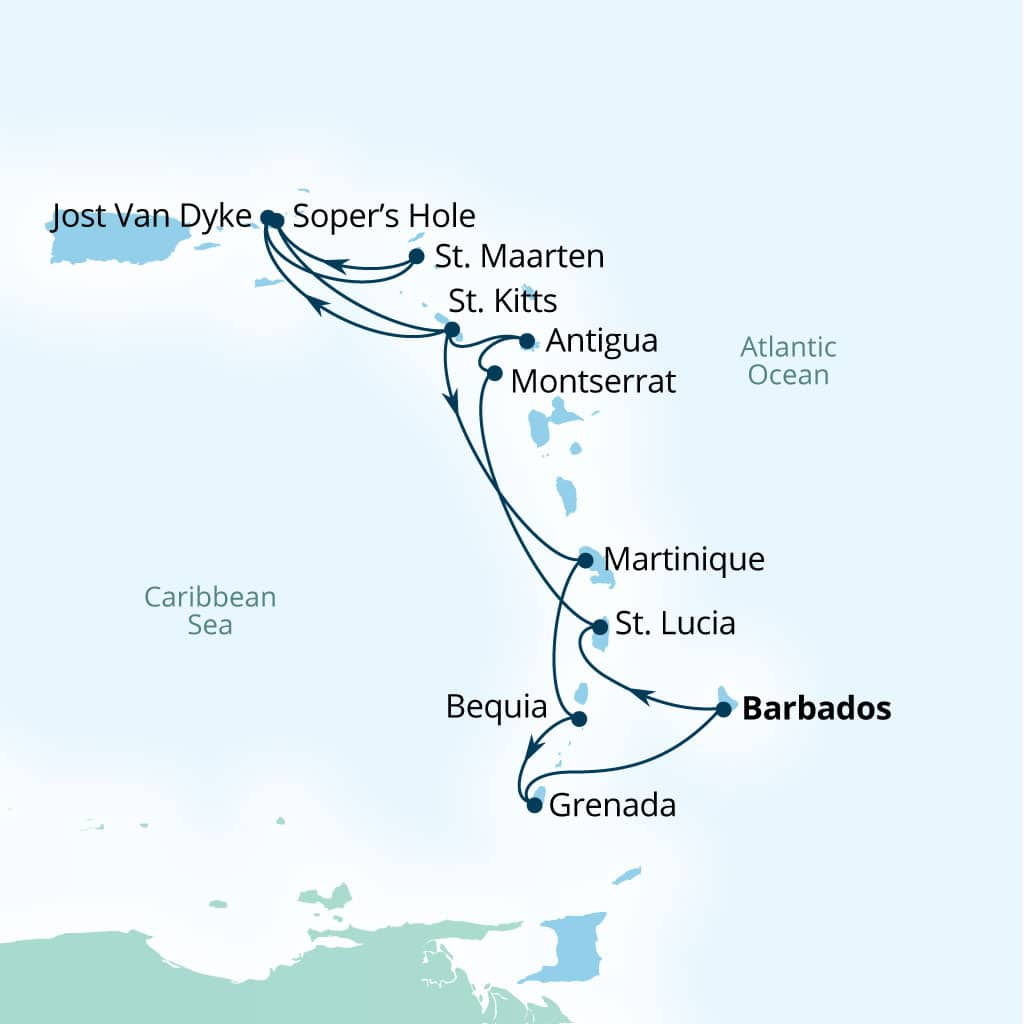 Jost Van Dyke
Soper’s Hole
St. Maarten
St. Kitts
Antigua
Atlantic
Ocean
Montserrat
Martinique
Caribbean
Sea
St. Lucia
Bequia
Barbados
Grenada